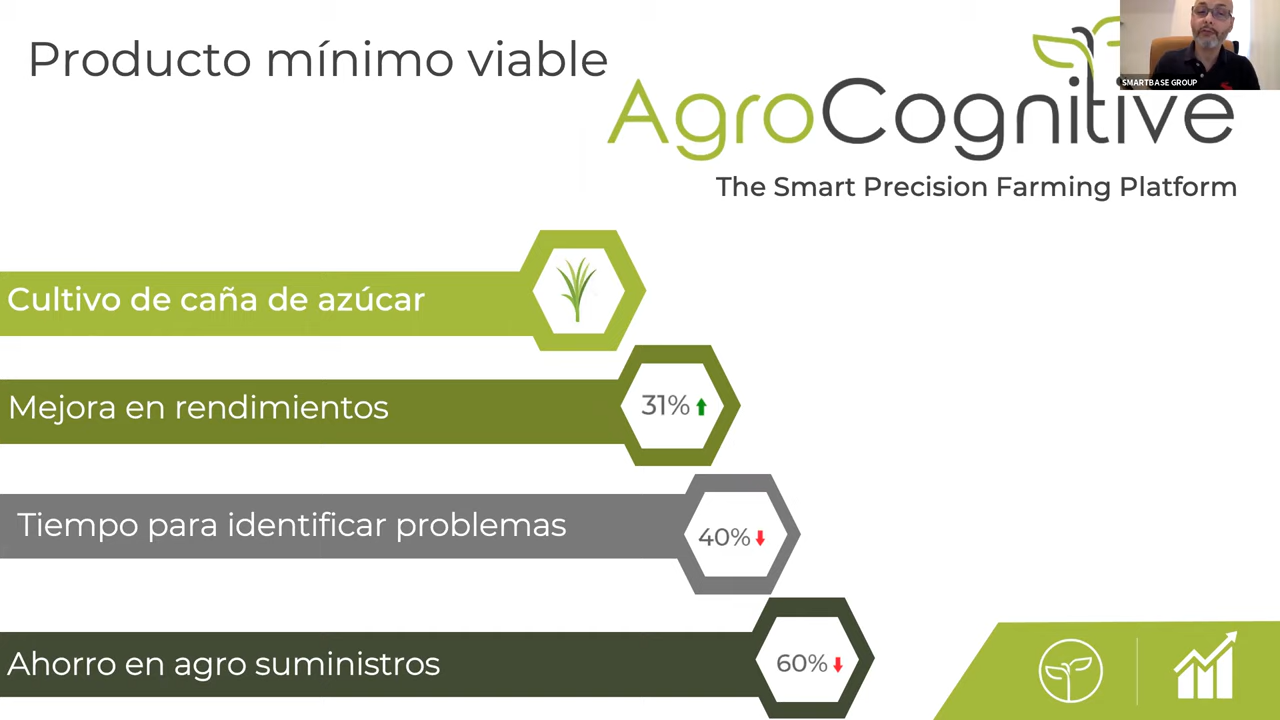 Producto mínimo viable
AgroCognitive
The Smart Precision Farming Platform
SMARTBASE GROUP
Cultivo de caña de azúcar
Mejora en rendimientos
31%
Tiempo para identificar problemas
40%
Ahorro en agro suministros
60%